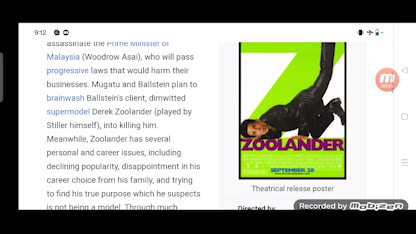 9:12
assassinate the Prime Minister of
Malaysia (Woodrow Asai), who will pass
progressive laws that would harm their
businesses. Mugatu and Ballstein plan to
brainwash Ballstein's client, dimwitted
supermodel Derek Zoolander (played by
Stiller himself), into killing him.
Meanwhile, Zoolander has several
personal and career issues, including
declining popularity, disappointment in his
career choice from his family, and trying
to find his true purpose which he suspects
is not being a model. Through much
ZOOLANDER
SEPTEMBER 28
Theatrical release poster
Directed by
Recorded by Mobizen